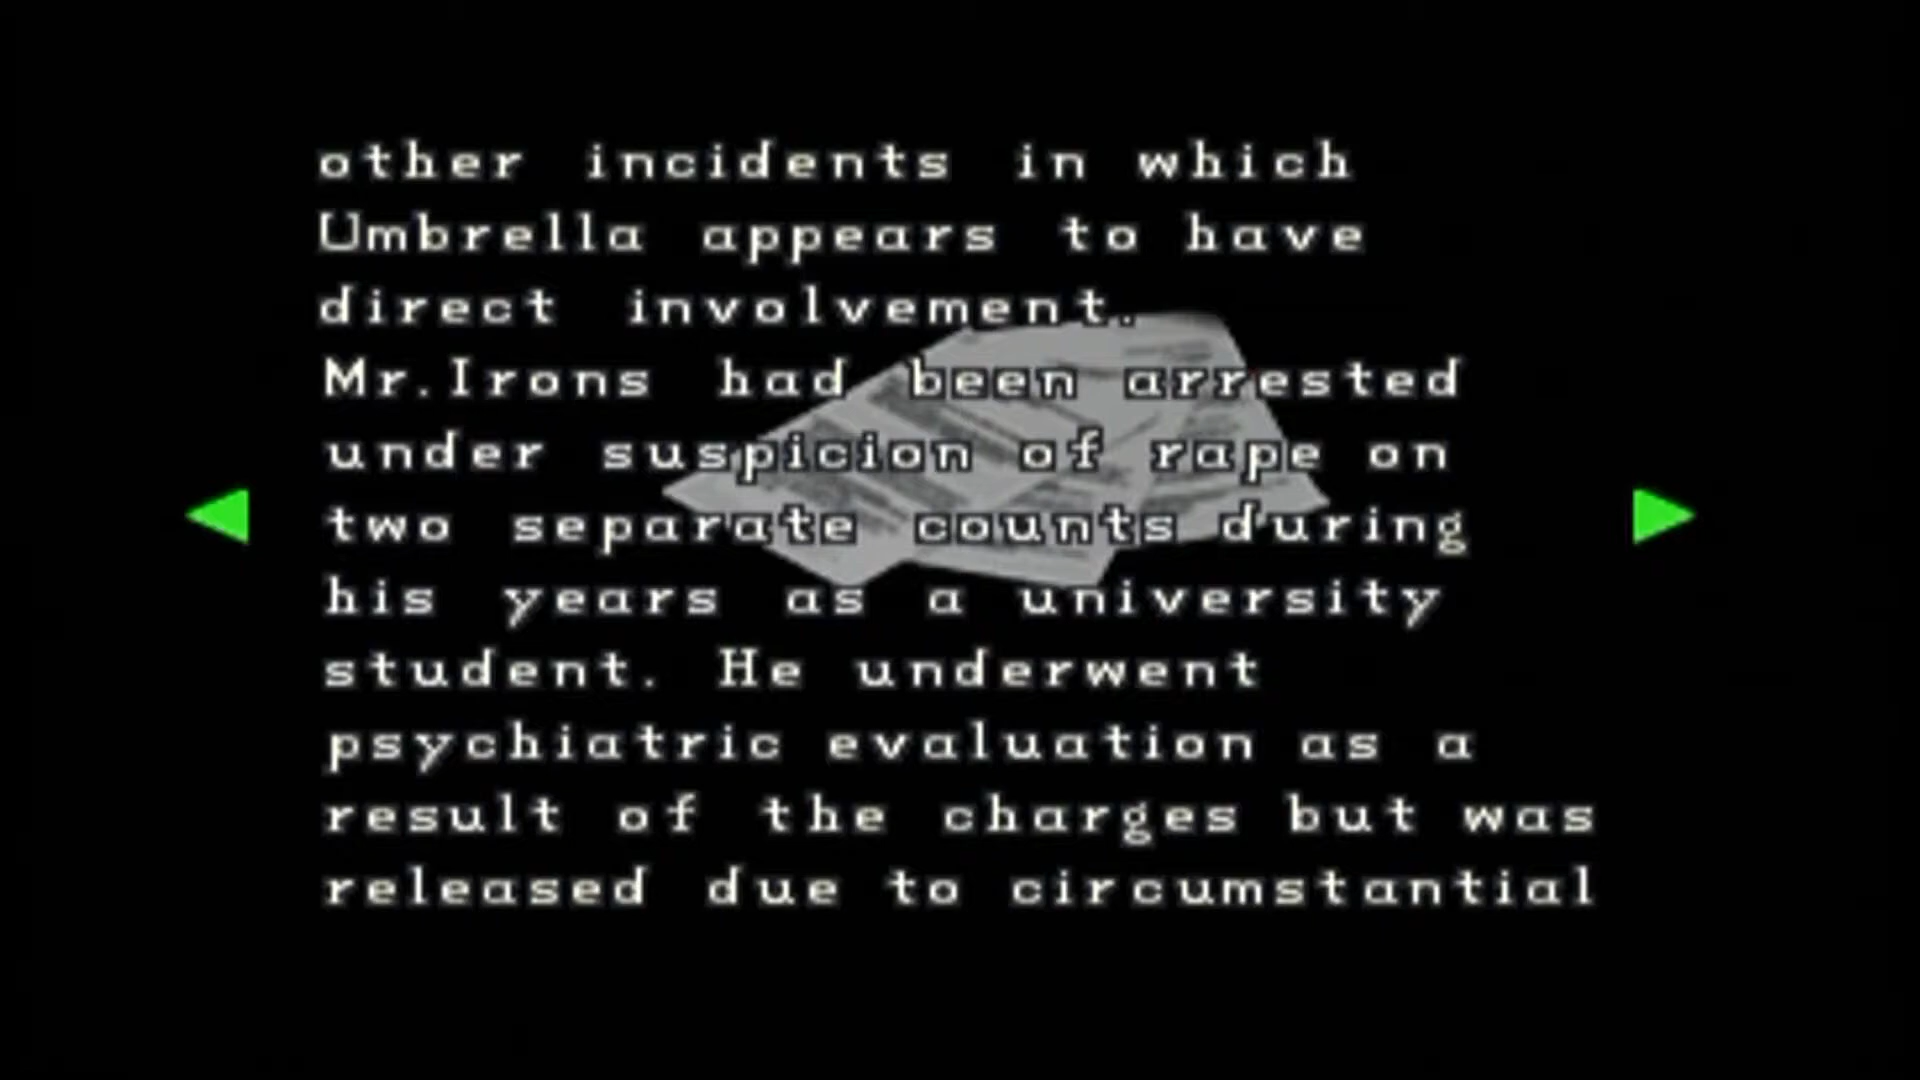 other incidents in which
Umbrella appears to have
direct involvement.
Mr.Irons had been arrested
under suspicion of rape on
two separate counts during
his years as a university
student. He underwent
psychiatric evaluation as a
result of the charges but was
released due to circumstantial